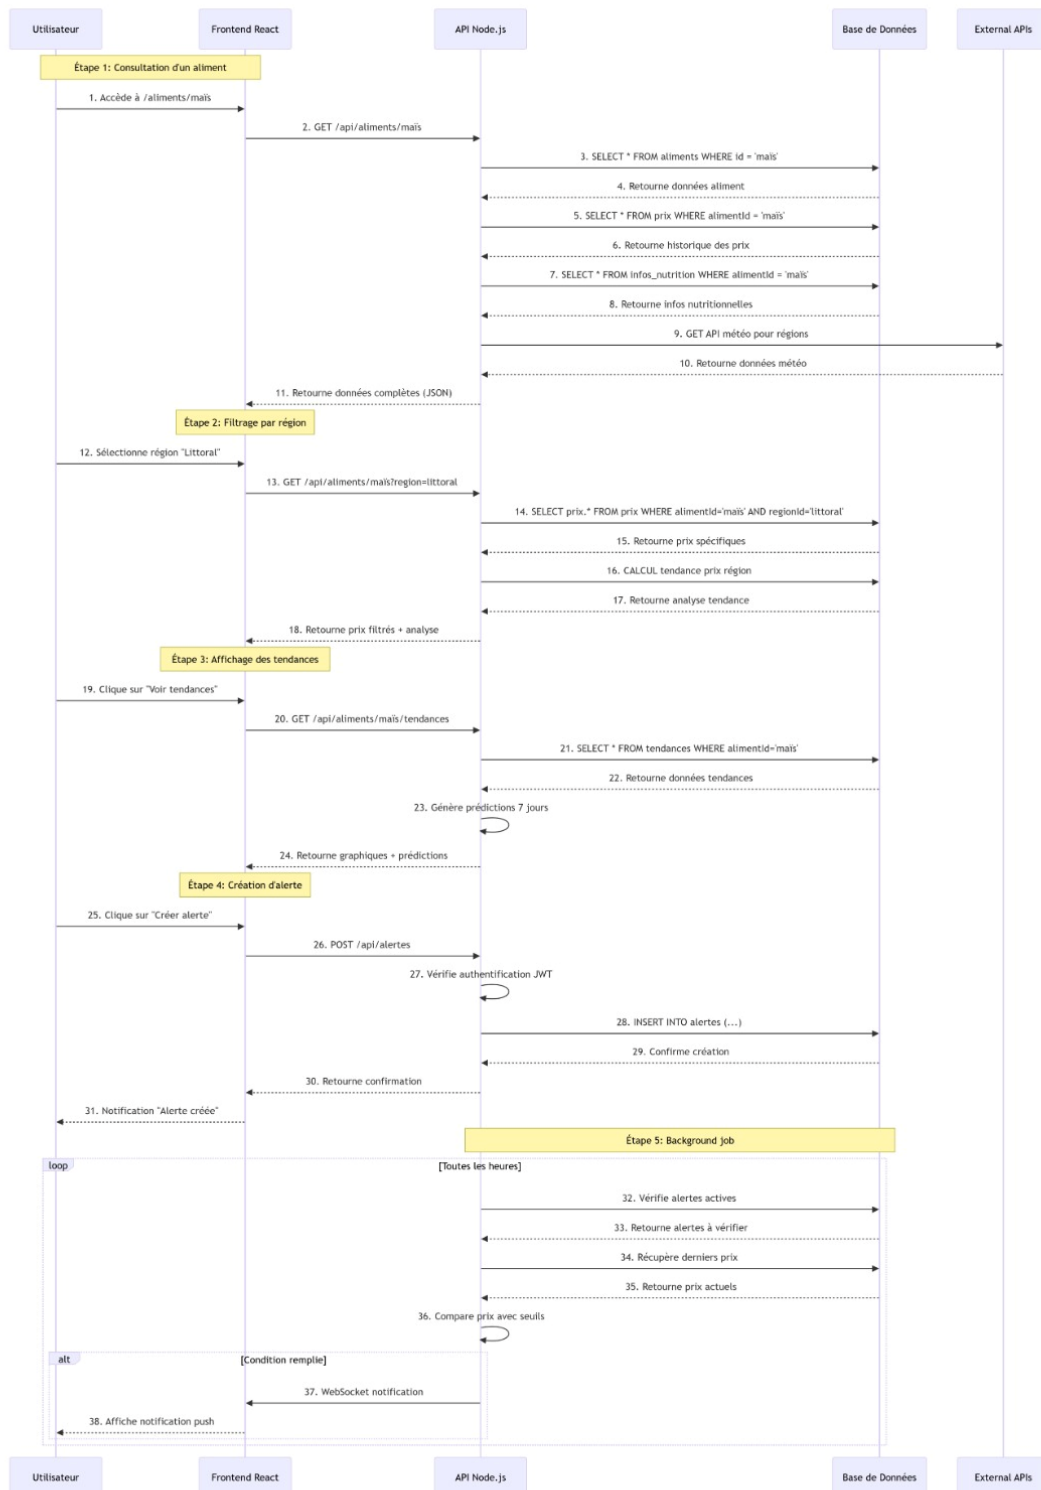 Utilisateur
Frontend React
API Node.js
Base de Données
External APIs
Étape 1: Consultation d'un aliment
1. Accède à /aliments/maïs
2. GET /api/aliments/maïs
3. SELECT * FROM aliments WHERE id = 'maïs'
4. Retourne données aliment
5. SELECT * FROM prix WHERE alimentId = 'maïs'
6. Retourne historique des prix
7. SELECT * FROM infos_nutrition WHERE alimentId = 'maïs'
8. Retourne infos nutritionnelles
9. GET API météo pour régions
10. Retourne données météo
11. Retourne données complètes (JSON)
Étape 2: Filtrage par région
12. Sélectionne région "Littoral"
13. GET /api/aliments/maïs?region=littoral
14. SELECT prix.* FROM prix WHERE alimentId='maïs' AND regionId='littoral'
15. Retourne prix spécifiques
16. CALCUL tendance prix région
17. Retourne analyse tendance
18. Retourne prix filtrés + analyse
Étape 3: Affichage des tendances
19. Clique sur "Voir tendances"
20. GET /api/aliments/maïs/tendances
21. SELECT * FROM tendances WHERE alimentId='maïs'
22. Retourne données tendances
23. Génère prédictions 7 jours
24. Retourne graphiques + prédictions
Étape 4: Création d'alerte
25. Clique sur "Créer alerte"
26. POST /api/alertes
27. Vérifie authentification JWT
28. INSERT INTO alertes (...)
29. Confirme création
30. Retourne confirmation
31. Notification "Alerte créée"
Étape 5: Background job
loop
[Toutes les heures]
32. Vérifie alertes actives
33. Retourne alertes à vérifier
34. Récupère derniers prix
35. Retourne prix actuels
36. Compare prix avec seuils
alt
[Condition remplie]
37. WebSocket notification
38. Affiche notification push
Utilisateur
Frontend React
API Node.js
Base de Données
External APIs